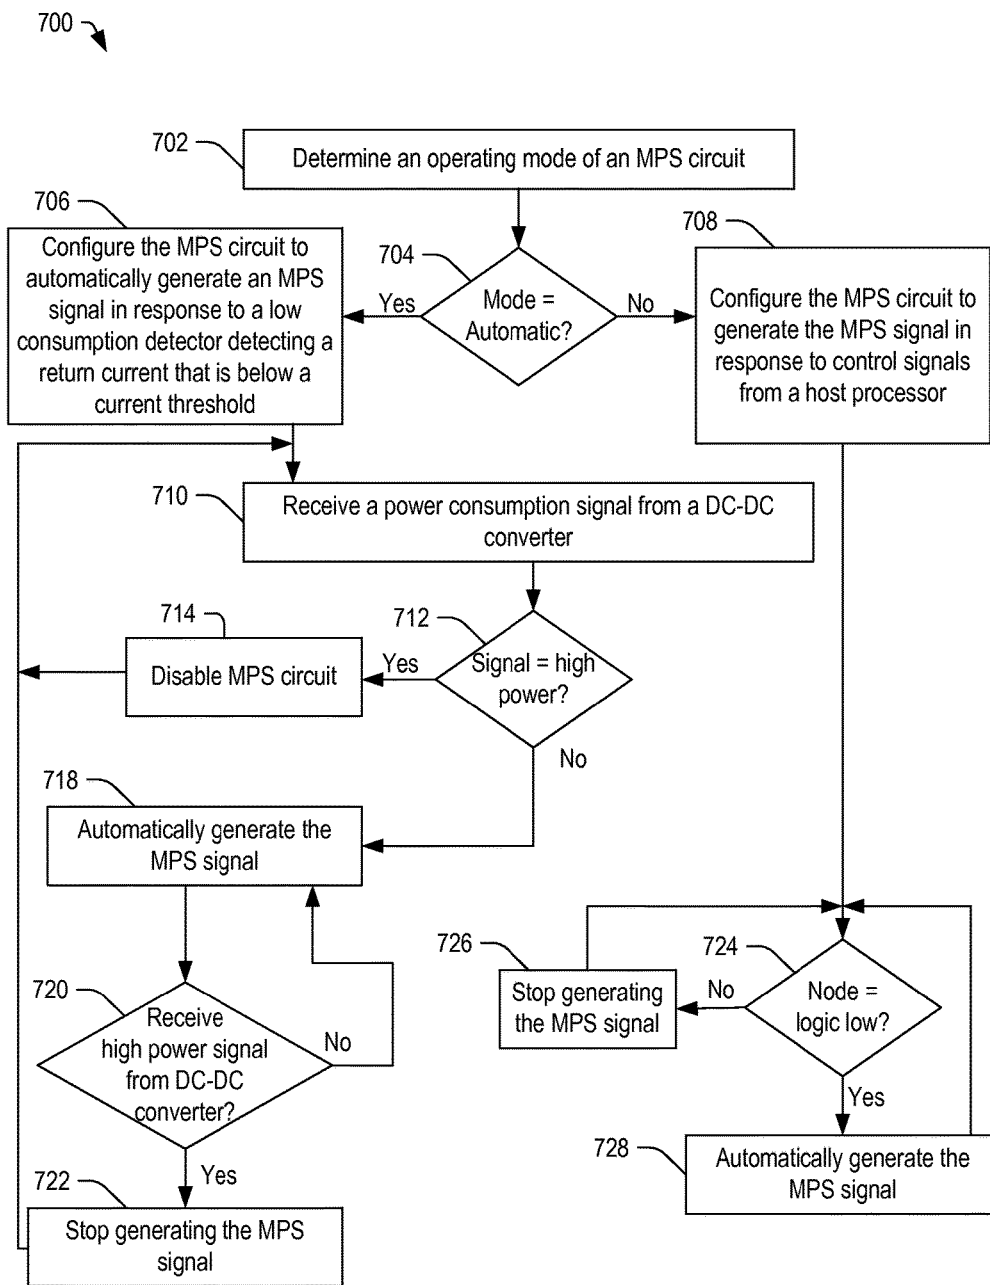 700
702
Determine an operating mode of an MPS circuit
706
Configure the MPS circuit to
automatically generate an MPS
signal in response to a low
consumption detector detecting a
return current that is below a
current threshold
704
Mode =
Automatic?
Yes
No
708
Configure the MPS circuit to
generate the MPS signal in
response to control signals
from a host processor
710
Receive a power consumption signal from a DC-DC
converter
712
Signal = high
power?
Yes
No
714
Disable MPS circuit
718
Automatically generate the
MPS signal
720
Receive
high power signal
from DC-DC
converter?
No
Yes
722
Stop generating the MPS
signal
724
Node =
logic low?
No
Yes
726
Stop generating
the MPS signal
728
Automatically generate the
MPS signal